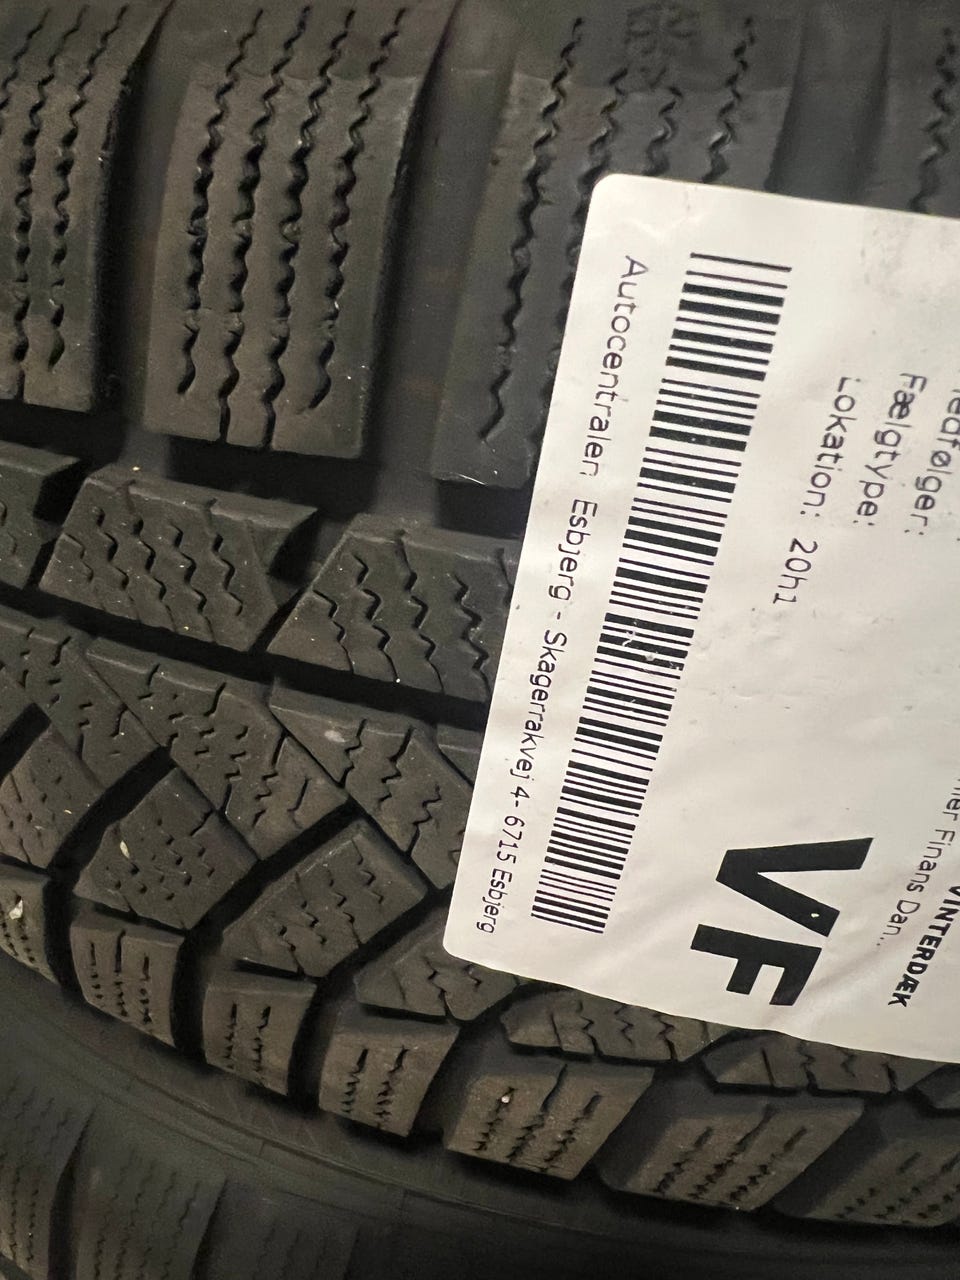 VINTERDÆK
Finans Dan...
Fælgtype:
Lokation: 20h1
VF
Autocentralen Esbjerg - Skagerrakvej 4- 6715 Esbjerg